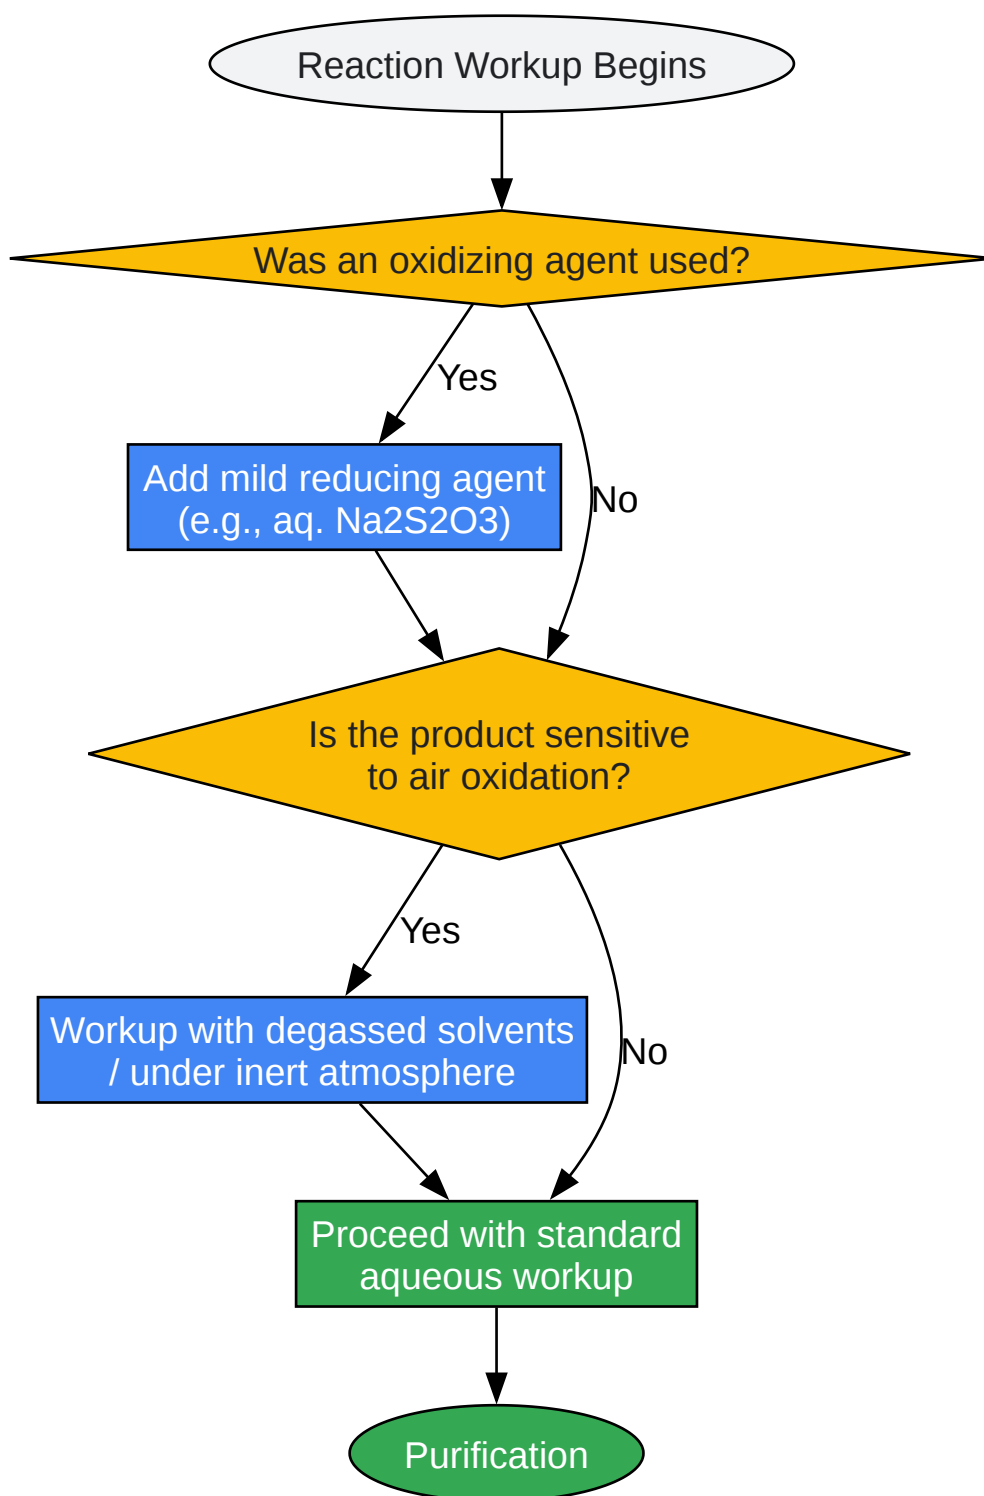 Reaction Workup Begins
Was an oxidizing agent used?
Yes
Add mild reducing agent
(e.g., aq. Na2S2O3)
No
Is the product sensitive
to air oxidation?
Yes
Workup with degassed solvents
/ under inert atmosphere
No
Proceed with standard
aqueous workup
Purification